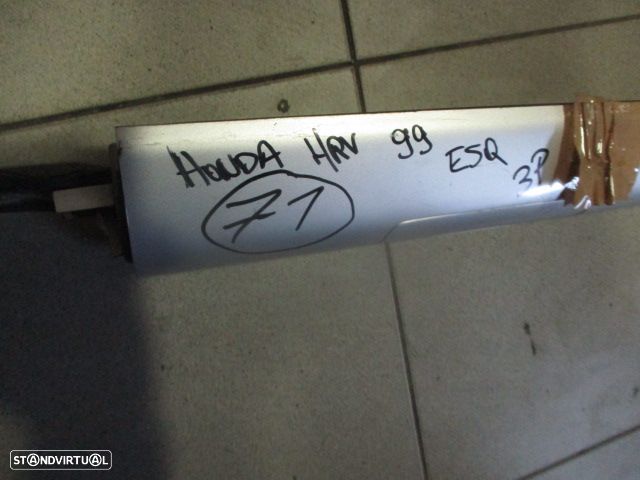 HONDA HRV 99 ESQ 3P
71
STANDVIRTUAL